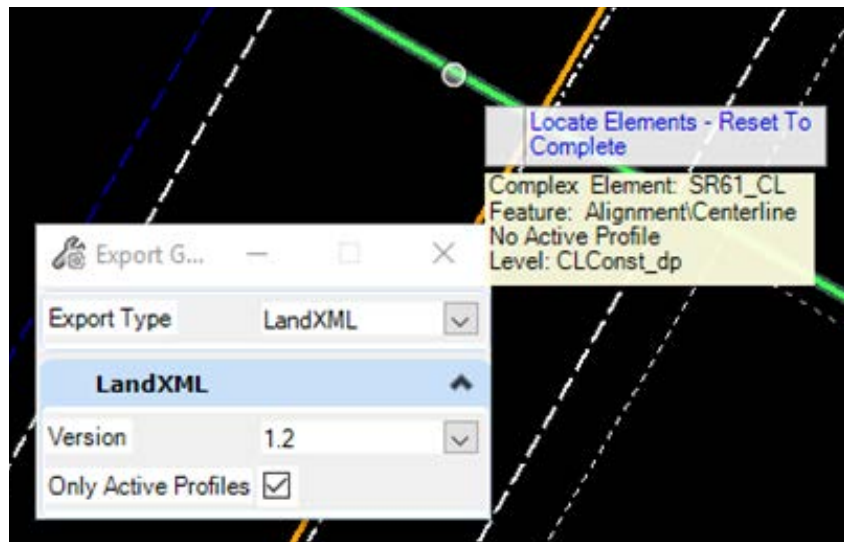 Locate Elements - Reset To
Complete
Complex Element: SR61_CL
Feature: Alignment\Centerline
No Active Profile
Level: CLConst_dp
Export G...
Export Type LandXML
LandXML
Version 1.2
Only Active Profiles